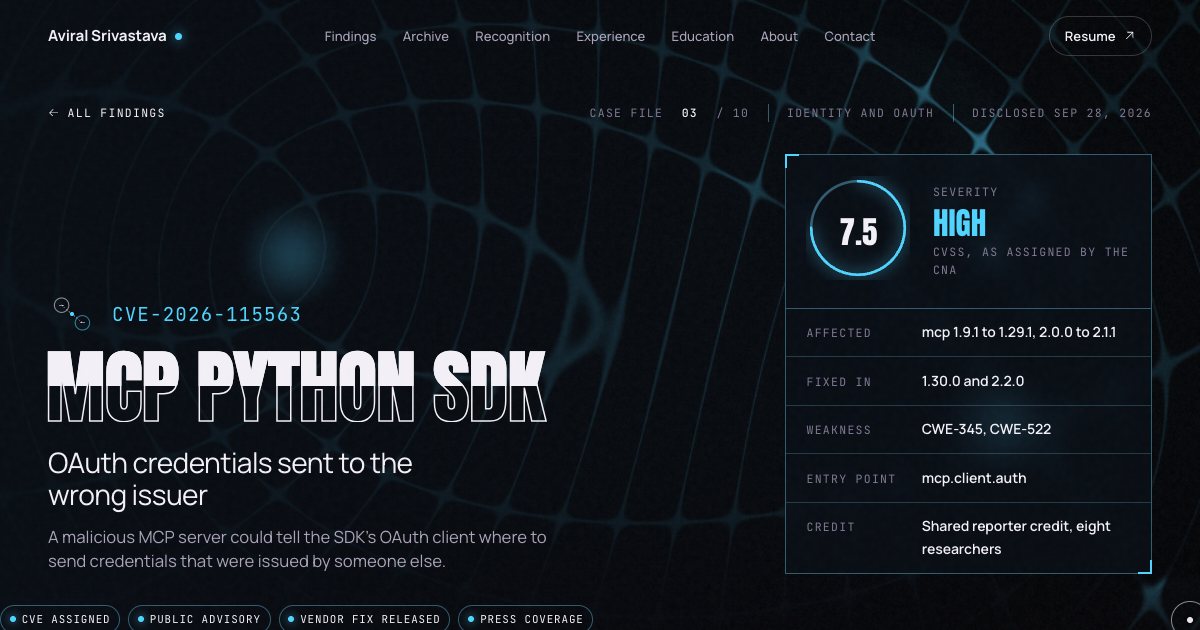 Aviral Srivastava
Findings Archive Recognition Experience Education About Contact
Resume ↗
← ALL FINDINGS
CASE FILE 03 / 10 IDENTITY AND OAUTH DISCLOSED SEP 28, 2026
CVE-2026-115563
MCP PYTHON SDK
OAuth credentials sent to the
wrong issuer
A malicious MCP server could tell the SDK's OAuth client where to
send credentials that were issued by someone else.
7.5
SEVERITY
HIGH
CVSS, AS ASSIGNED BY THE
CNA
AFFECTED mcp 1.9.1 to 1.29.1, 2.0.0 to 2.1.1
FIXED IN 1.30.0 and 2.2.0
WEAKNESS CWE-345, CWE-522
ENTRY POINT mcp.client.auth
CREDIT Shared reporter credit, eight
researchers
CVE ASSIGNED PUBLIC ADVISORY VENDOR FIX RELEASED PRESS COVERAGE